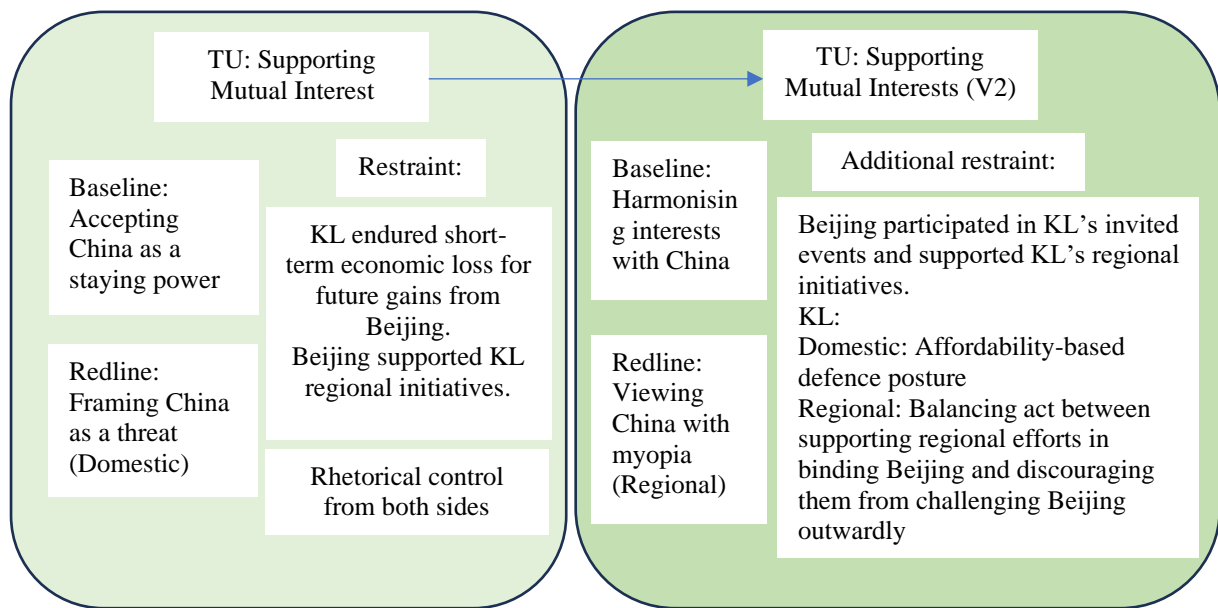 TU: Supporting
Mutual Interest
Baseline:
Accepting
China as a
staying power
Redline:
Framing China
as a threat
(Domestic)
Restraint:
KL endured short-
term economic loss for
future gains from
Beijing.
Beijing supported KL
regional initiatives.
Rhetorical control
from both sides
TU: Supporting
Mutual Interests (V2)
Baseline:
Harmonisin
g interests
with China
Redline:
Viewing
China with
myopia
(Regional)
Additional restraint:
Beijing participated in KL’s invited
events and supported KL’s regional
initiatives.
KL:
Domestic: Affordability-based
defence posture
Regional: Balancing act between
supporting regional efforts in
binding Beijing and discouraging
them from challenging Beijing
outwardly